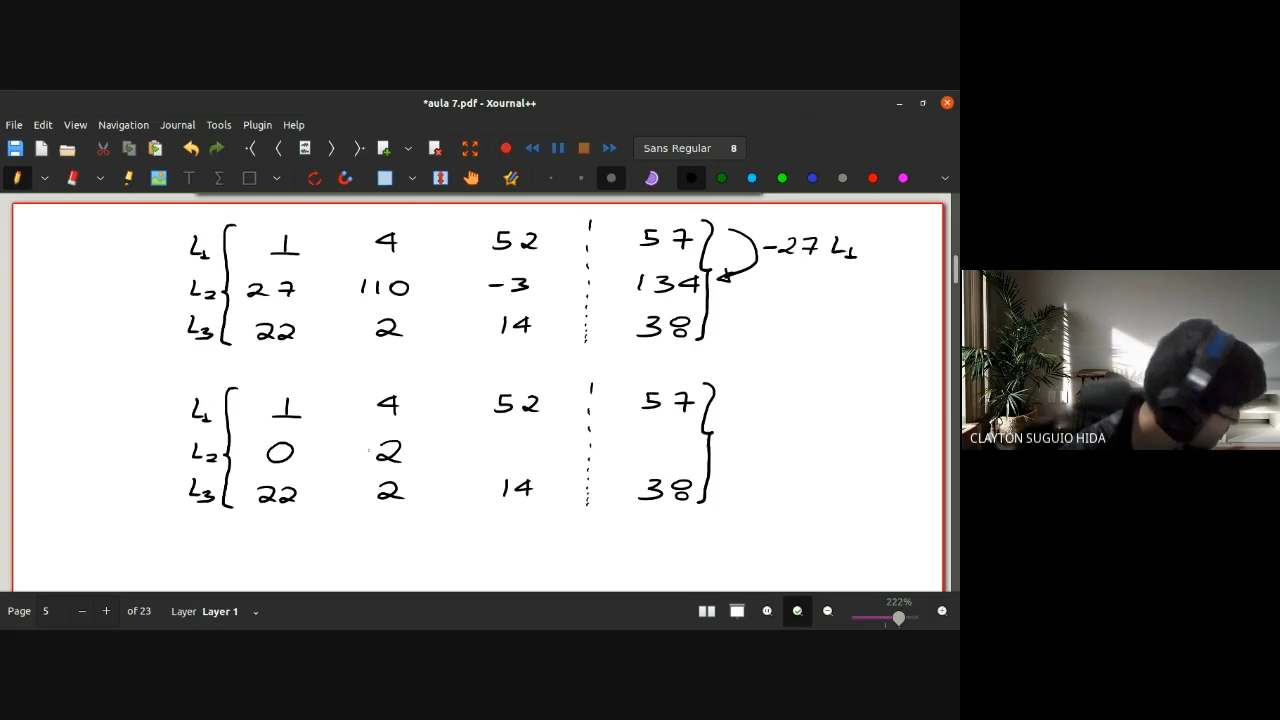 *aula 7.pdf - Xournal++
File Edit View Navigation Journal Tools Plugin Help
Sans Regular 8
L1 1 4 52 57 -27 L1
L2 27 110 -3 134
L3 22 2 14 38
L1 1 4 52 57
L2 0 2
L3 22 2 14 38
CLAYTON SUGUIO HIDA
Page 5 of 23 Layer Layer 1 222%